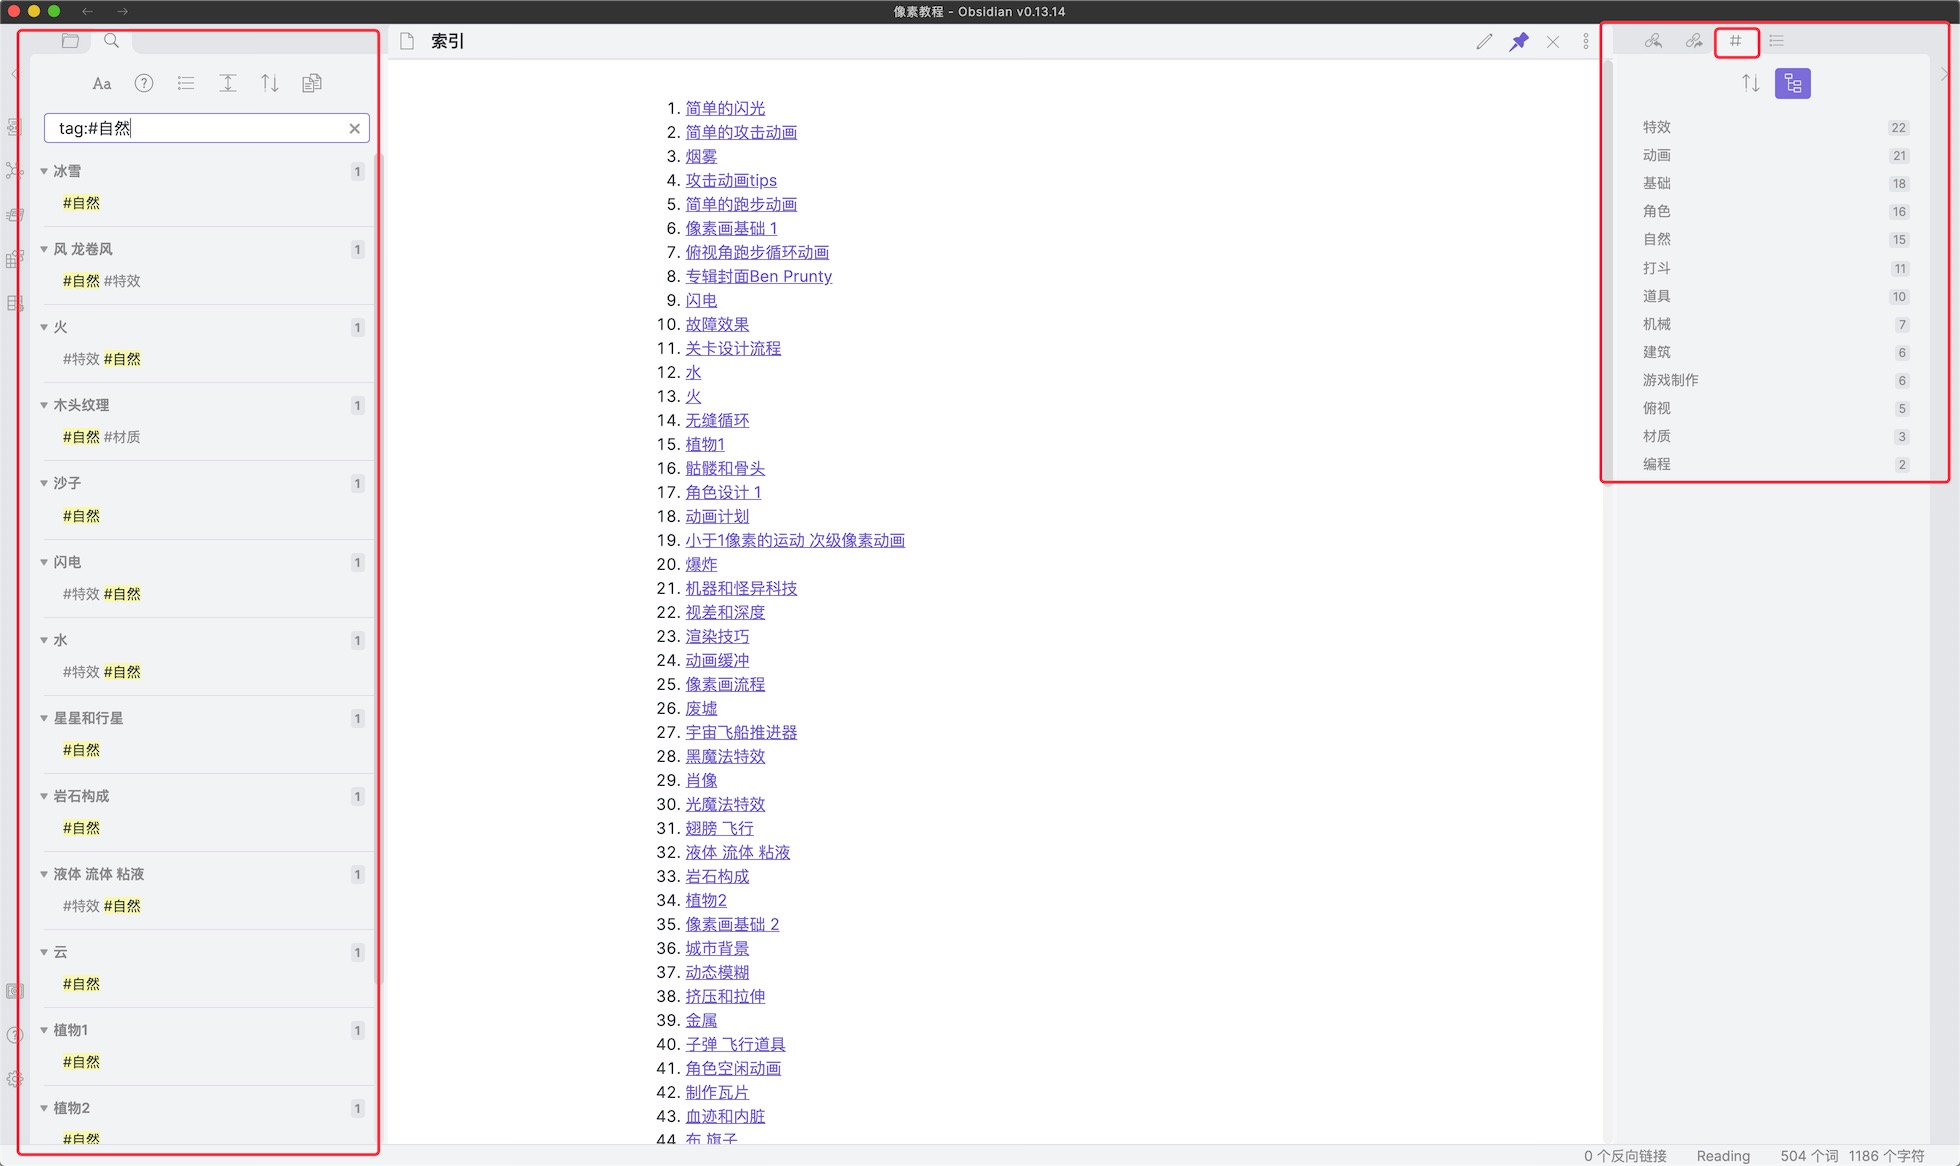 像素教程 - Obsidian v0.13.14
索引
Aa
tag:#自然
冰雪 1
#自然
风 龙卷风 1
#自然 #特效
火 1
#特效 #自然
木头纹理 1
#自然 #材质
沙子 1
#自然
闪电 1
#特效 #自然
水 1
#特效 #自然
星星和行星 1
#自然
岩石构成 1
#自然
液体 流体 粘液 1
#特效 #自然
云 1
#自然
植物1 1
#自然
植物2 1
#自然
1. 简单的闪光
2. 简单的攻击动画
3. 烟雾
4. 攻击动画tips
5. 简单的跑步动画
6. 像素画基础 1
7. 俯视角跑步循环动画
8. 专辑封面Ben Prunty
9. 闪电
10. 故障效果
11. 关卡设计流程
12. 水
13. 火
14. 无缝循环
15. 植物1
16. 骷髅和骨头
17. 角色设计 1
18. 动画计划
19. 小于1像素的运动 次级像素动画
20. 爆炸
21. 机器和怪异科技
22. 视差和深度
23. 渲染技巧
24. 动画缓冲
25. 像素画流程
26. 废墟
27. 宇宙飞船推进器
28. 黑魔法特效
29. 肖像
30. 光魔法特效
31. 翅膀 飞行
32. 液体 流体 粘液
33. 岩石构成
34. 植物2
35. 像素画基础 2
36. 城市背景
37. 动态模糊
38. 挤压和拉伸
39. 金属
40. 子弹 飞行道具
41. 角色空闲动画
42. 制作瓦片
43. 血迹和内脏
44. 布 旗子
特效 22
动画 21
基础 18
角色 16
自然 15
打斗 11
道具 10
机械 7
建筑 6
游戏制作 6
俯视 5
材质 3
编程 2
0 个反向链接 Reading 504 个词 1186 个字符